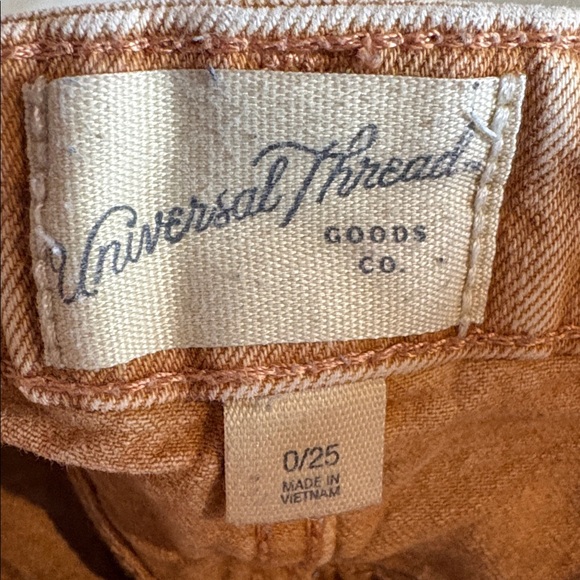 Universal Thread
GOODS
CO.
0/25
MADE IN
VIETNAM